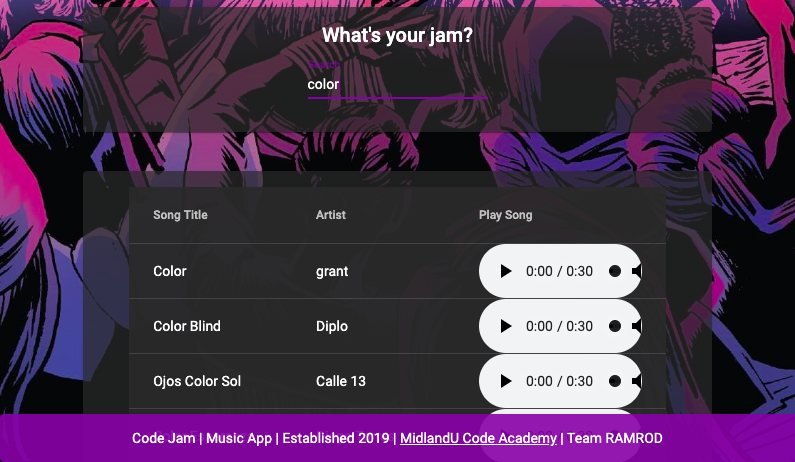 What's your jam?
color
Song Title Artist Play Song
Color grant 0:00 / 0:30
Color Blind Diplo 0:00 / 0:30
Ojos Color Sol Calle 13 0:00 / 0:30
Code Jam | Music App | Established 2019 | MidlandU Code Academy | Team RAMROD